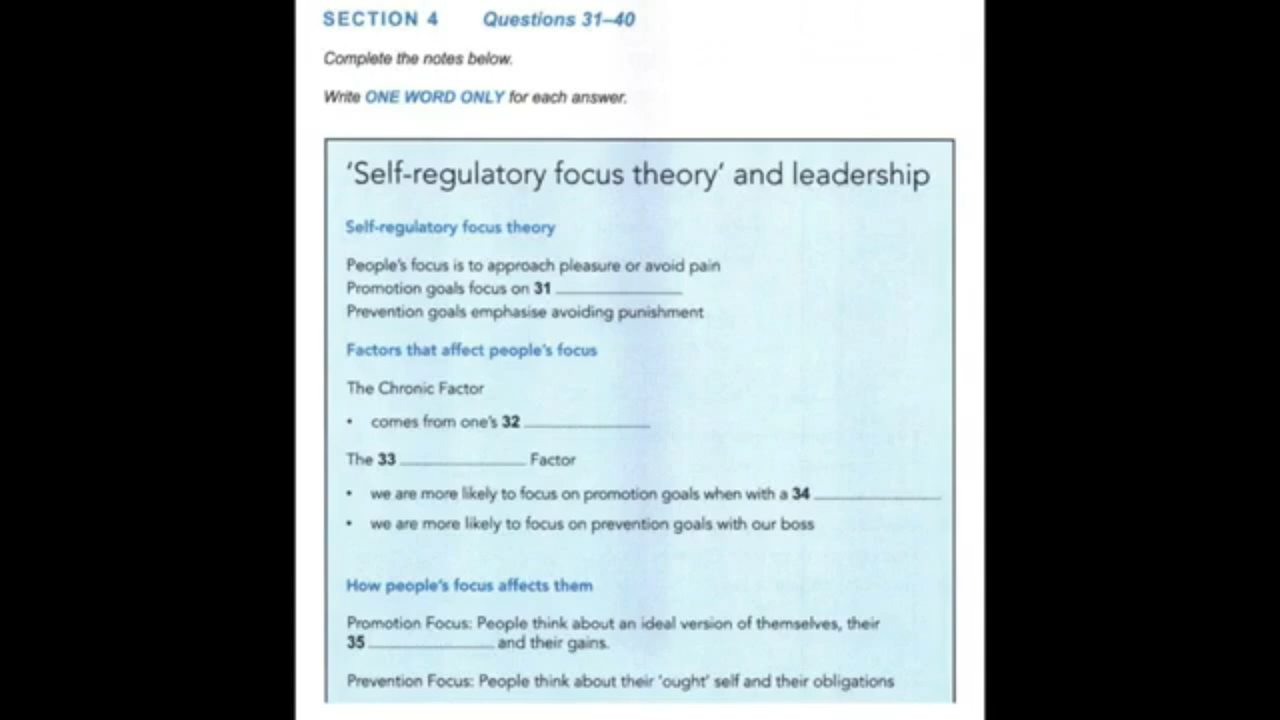 SECTION 4 Questions 31–40
Complete the notes below.
Write ONE WORD ONLY for each answer.
'Self-regulatory focus theory' and leadership
Self-regulatory focus theory
People's focus is to approach pleasure or avoid pain
Promotion goals focus on 31
Prevention goals emphasise avoiding punishment
Factors that affect people's focus
The Chronic Factor
• comes from one's 32
The 33 Factor
• we are more likely to focus on promotion goals when with a 34
• we are more likely to focus on prevention goals with our boss
How people's focus affects them
Promotion Focus: People think about an ideal version of themselves, their
35 and their gains.
Prevention Focus: People think about their 'ought' self and their obligations